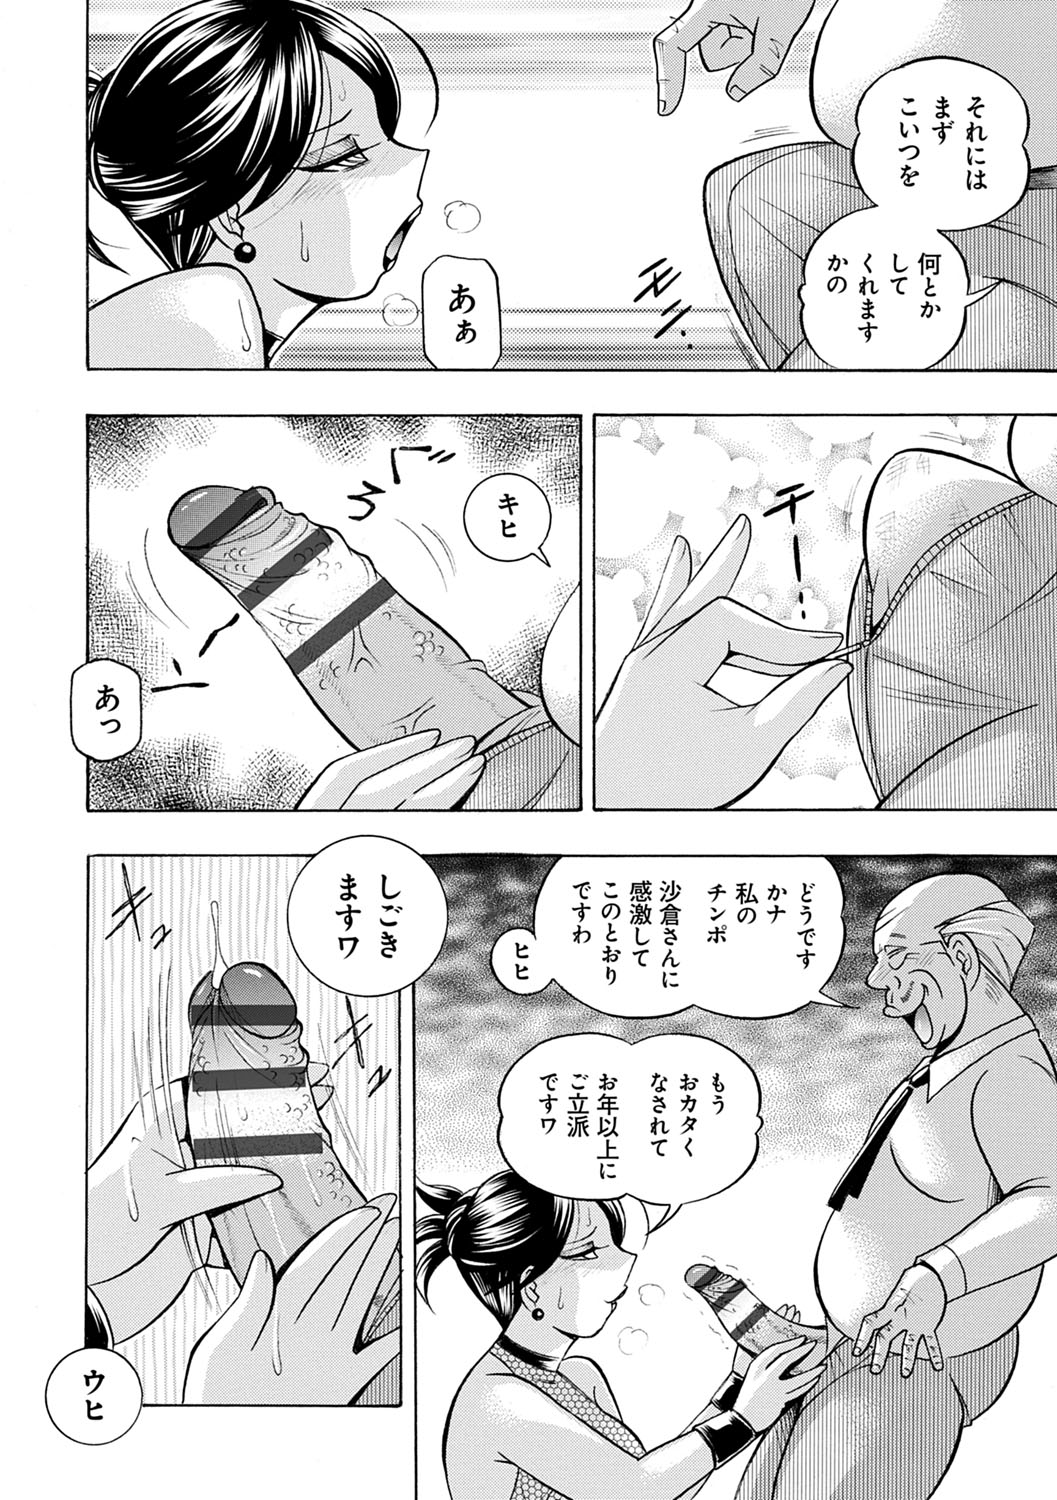 それには
まず
こいつを
何とか
して
くれます
かの
モソ…
あぁ
チー…
キヒ
ぐろ〃
あっ
どうです
かナ
私の
チンポ
沙倉さんに
感激して
このとおり
ですわ
ヒヒ
もう
おカタく
なされて
お年以上に
ご立派
ですワ
しごき
ますワ
ウヒ